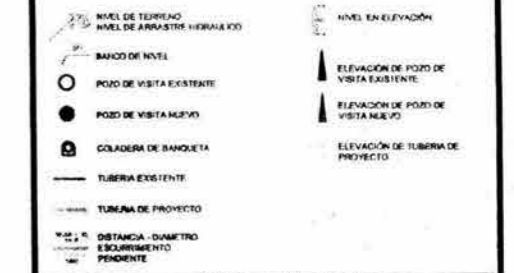 NIVEL DE TERRENO
NIVEL DE ARRASTRE HIDRAULICO
BANCO DE NIVEL
POZO DE VISITA EXISTENTE
POZO DE VISITA NUEVO
COLADERA DE BANQUETA
TUBERIA EXISTENTE
TUBERIA DE PROYECTO
DISTANCIA - DIAMETRO
ESCURRIMIENTO
PENDIENTE
NIVEL EN ELEVACIÓN
ELEVACIÓN DE POZO DE
VISITA EXISTENTE
ELEVACIÓN DE POZO DE
VISITA NUEVO
ELEVACIÓN DE TUBERIA DE
PROYECTO